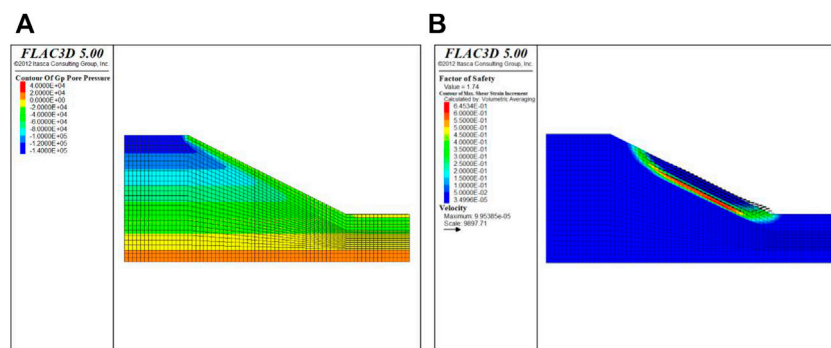 A
FLAC3D 5.00
©2012 Itasca Consulting Group, Inc.
Contour Of Gp Pore Pressure
4.0000E+04
2.0000E+04
0.0000E+00
-2.0000E+04
-4.0000E+04
-6.0000E+04
-8.0000E+04
-1.0000E+05
-1.2000E+05
-1.4000E+05
B
FLAC3D 5.00
©2012 Itasca Consulting Group, Inc.
Factor of Safety
Value = 1.74
Contour of Max. Shear Strain Increment
Calculated by: Volumetric Averaging
6.4534E-01
6.0000E-01
5.5000E-01
5.0000E-01
4.5000E-01
4.0000E-01
3.5000E-01
3.0000E-01
2.5000E-01
2.0000E-01
1.5000E-01
1.0000E-01
5.0000E-02
3.4996E-05
Velocity
Maximum: 9.95385e-05
Scale: 9897.71